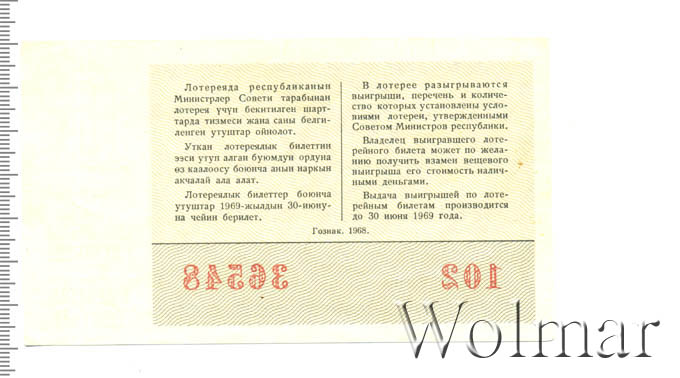 Лотереяда республиканын
Министрлер Совети тарабынан
лотерея үчүн бекитилген шарт-
тарда тизмеси жана саны белги-
ленген утуштар ойнолот.
Уткан лотереялык билеттин
ээси утуп алган буюмдун ордуна
өз каалоосу боюнча анын наркын
акчалай ала алат.
Лотереялык билеттер боюнча
утуштар 1969-жылдын 30-июну-
на чейин берилет.
В лотерее разыгрываются
выигрыши, перечень и количе-
ство которых установлены усло-
виями лотереи, утвержденными
Советом Министров республики.
Владелец выигравшего лоте-
рейного билета может по жела-
нию получить взамен вещевого
выигрыша его стоимость налич-
ными деньгами.
Выдача выигрышей по лоте-
рейным билетам производится
до 30 июня 1969 года.
Гознак. 1968.
36548
102
Wolmar